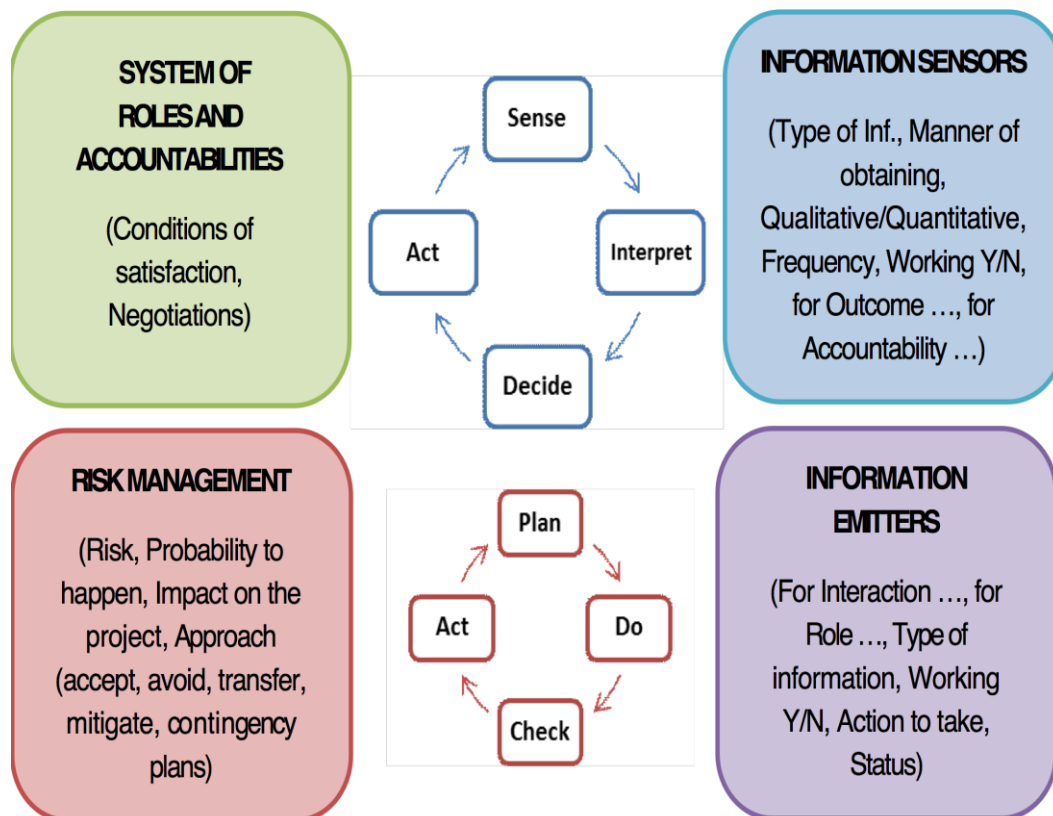 SYSTEM OF
ROLES AND
ACCOUNTABILITIES
(Conditions of
satisfaction,
Negotiations)
Sense
Interpret
Decide
Act
INFORMATION SENSORS
(Type of Inf., Manner of
obtaining,
Qualitative/Quantitative,
Frequency, Working Y/N,
for Outcome …, for
Accountability …)
RISK MANAGEMENT
(Risk, Probability to
happen, Impact on the
project, Approach
(accept, avoid, transfer,
mitigate, contingency
plans)
Plan
Do
Check
Act
INFORMATION
EMITTERS
(For Interaction …, for
Role …, Type of
information, Working
Y/N, Action to take,
Status)